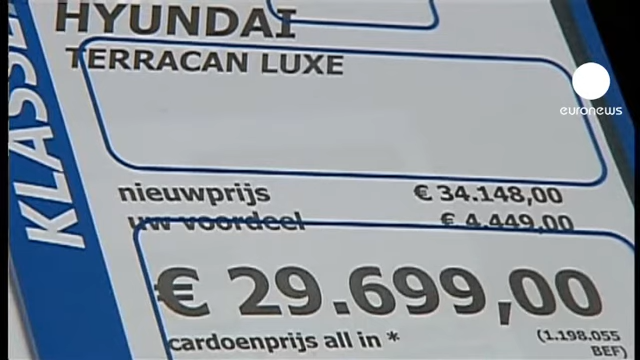 HYUNDAI
TERRACAN LUXE
euronews
KLASSE
nieuwprijs € 34.148,00
uw voordeel € 4.449,00
€ 29.699,00
cardoenprijs all in *
(1.198.055
BEF)